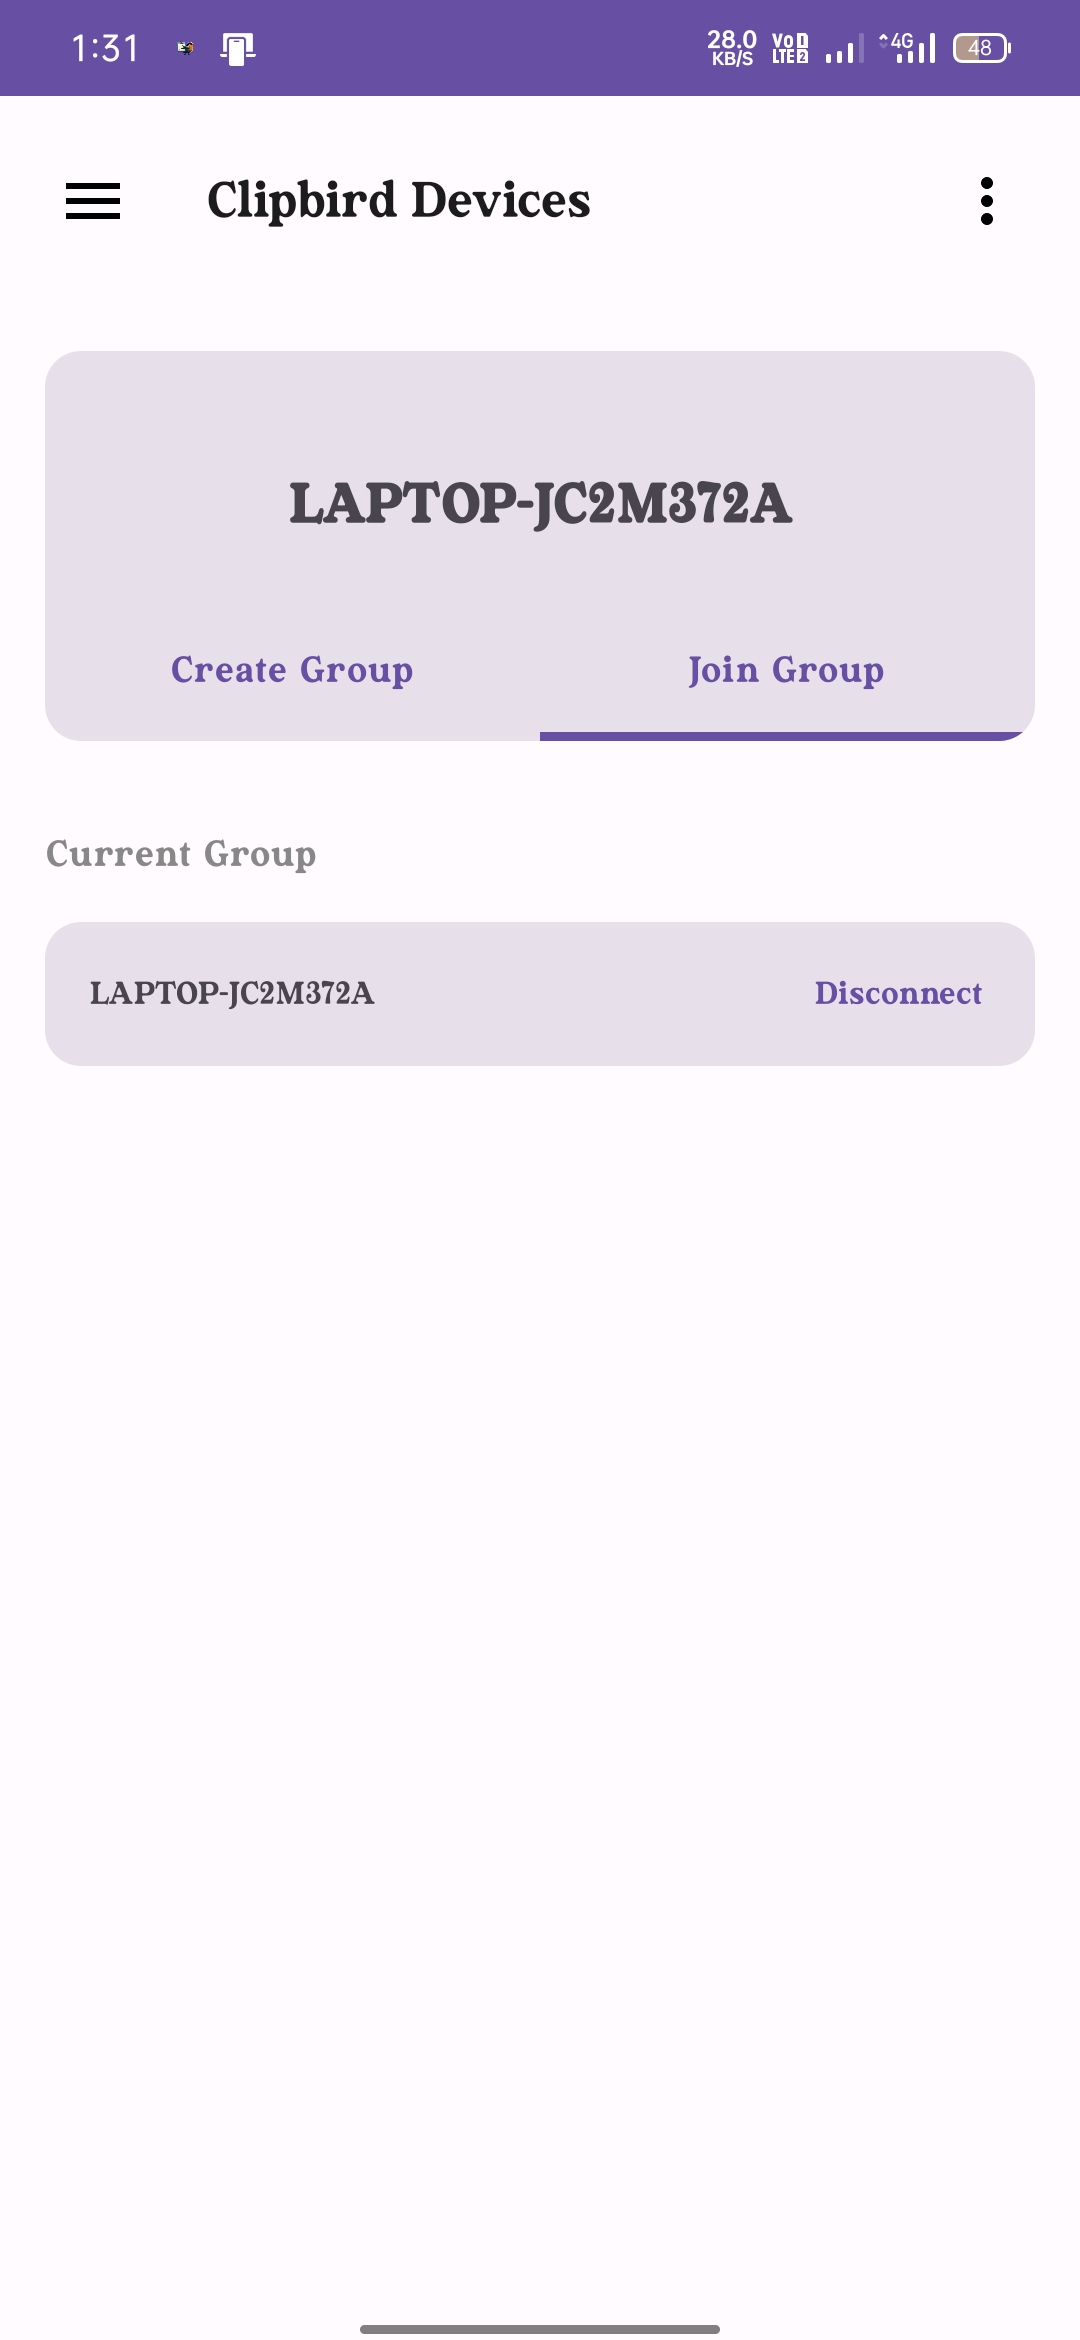 1:31
28.0
KB/S
Vo 1
LTE 2
4G
48
Clipbird Devices
LAPTOP-JC2M372A
Create Group
Join Group
Current Group
LAPTOP-JC2M372A
Disconnect